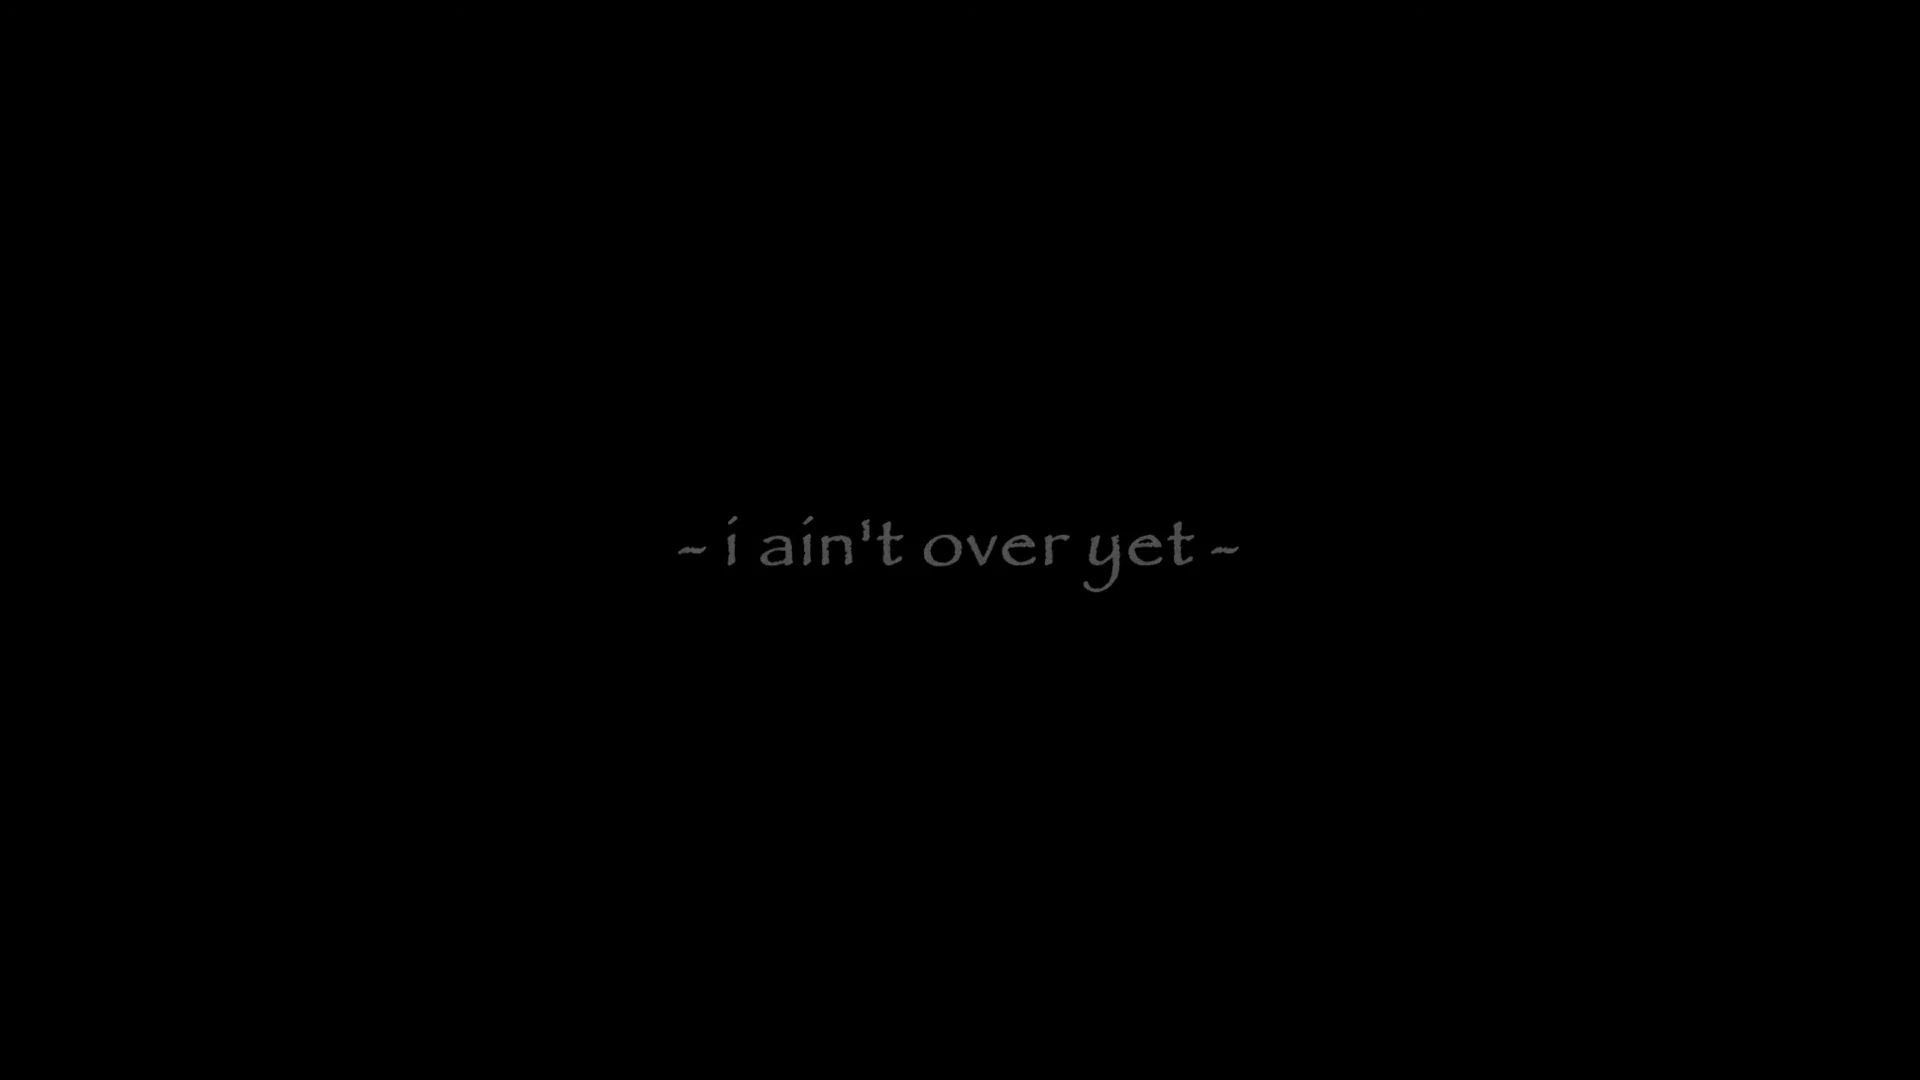 ~ i ain't over yet ~